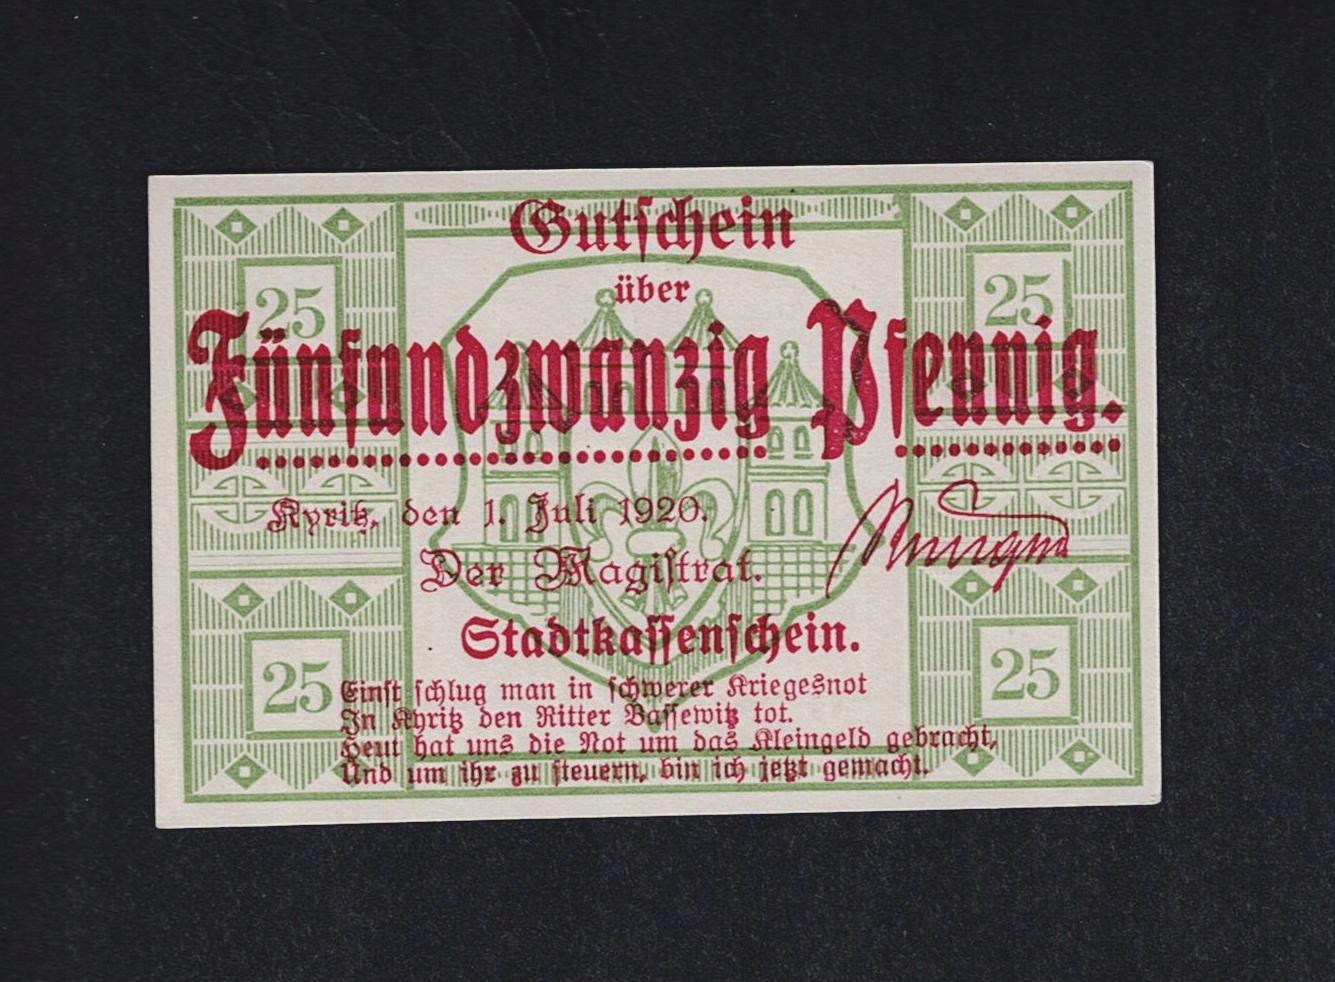 Gutschein
über
25 25
Fünfundzwanzig Pfennig.
Kyritz, den 1. Juli 1920.
Der Magistrat.
Stadtkassenschein.
25 25
Einst schlug man in schwerer Kriegesnot
In Kyritz den Ritter Bassewitz tot.
Heut hat uns die Not um das Kleingeld gebracht,
Und um ihr zu steuern, bin ich jetzt gemacht.